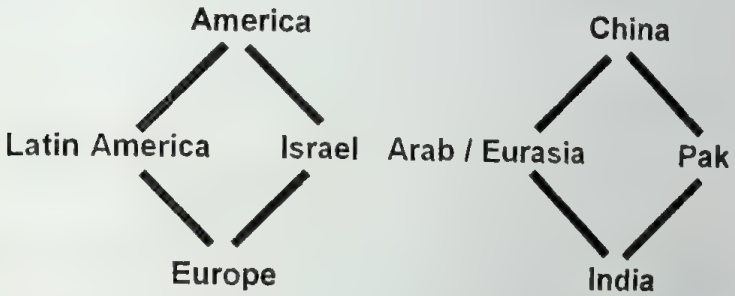 America
China
Latin America
Israel
Arab / Eurasia
Pak
Europe
India